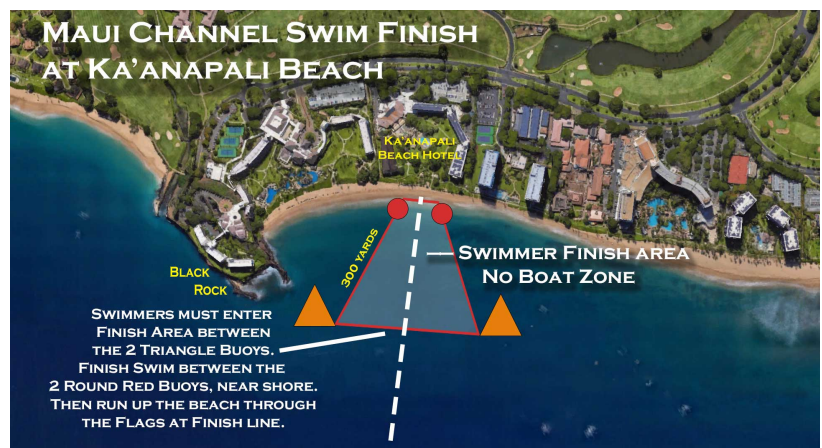 Maui Channel Swim Finish
at Ka'anapali Beach
Ka'anapali
Beach Hotel
300 yards
Swimmer Finish area
No Boat Zone
Black
Rock
Swimmers must enter
Finish Area between
the 2 Triangle Buoys.
Finish Swim between the
2 Round Red Buoys, near shore.
Then run up the beach through
the Flags at Finish line.